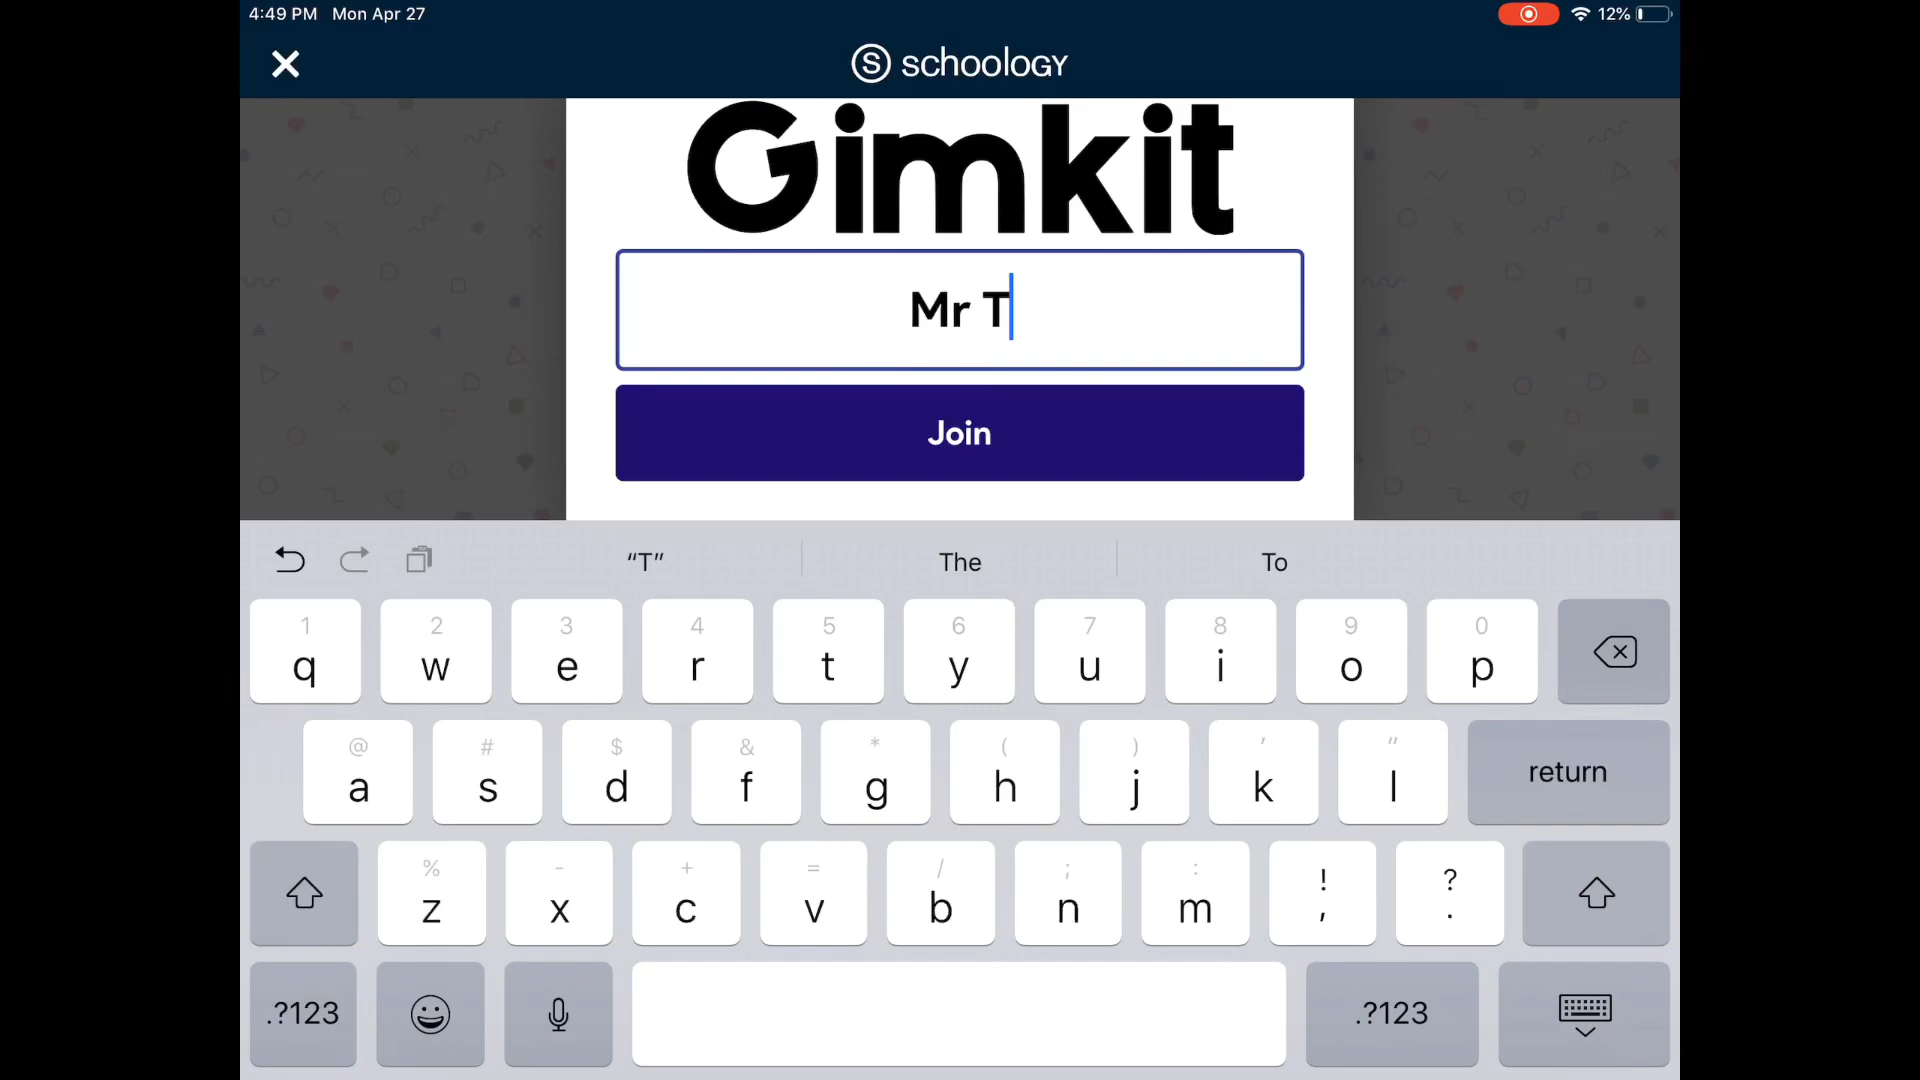 4:49 PM Mon Apr 27 12%
S schoology
Gimkit
Mr T
Join
“T” The To
1 2 3 4 5 6 7 8 9 0
q w e r t y u i o p
@ # $ & * ( ) ' "
a s d f g h j k l return
% - + = / ; : ! ?
z x c v b n m , .
.?123 .?123